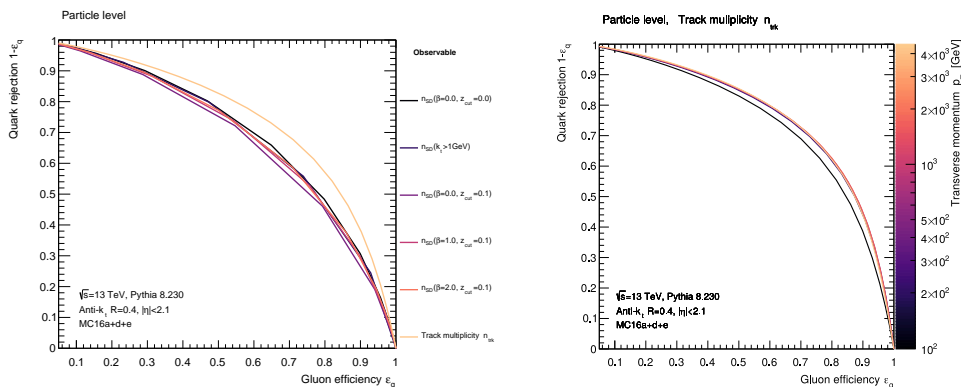 Particle level
Quark rejection 1-ε_q
1
0.9
0.8
0.7
0.6
0.5
0.4
0.3
0.2
0.1
0
0.1 0.2 0.3 0.4 0.5 0.6 0.7 0.8 0.9 1
Gluon efficiency ε_g
√s=13 TeV, Pythia 8.230
Anti-k_t R=0.4, |η|<2.1
MC16a+d+e
Observable
n_SD(β=0.0, z_cut=0.0)
n_SD(k_t>1GeV)
n_SD(β=0.0, z_cut=0.1)
n_SD(β=1.0, z_cut=0.1)
n_SD(β=2.0, z_cut=0.1)
Track multiplicity n_trk
Particle level, Track muliplicity n_trk
Quark rejection 1-ε_q
1
0.9
0.8
0.7
0.6
0.5
0.4
0.3
0.2
0.1
0
0.1 0.2 0.3 0.4 0.5 0.6 0.7 0.8 0.9 1
Gluon efficiency ε_g
√s=13 TeV, Pythia 8.230
Anti-k_t R=0.4, |η|<2.1
MC16a+d+e
4×10³
3×10³
2×10³
10³
5×10²
4×10²
3×10²
2×10²
10²
Transverse momentum p_ [GeV]